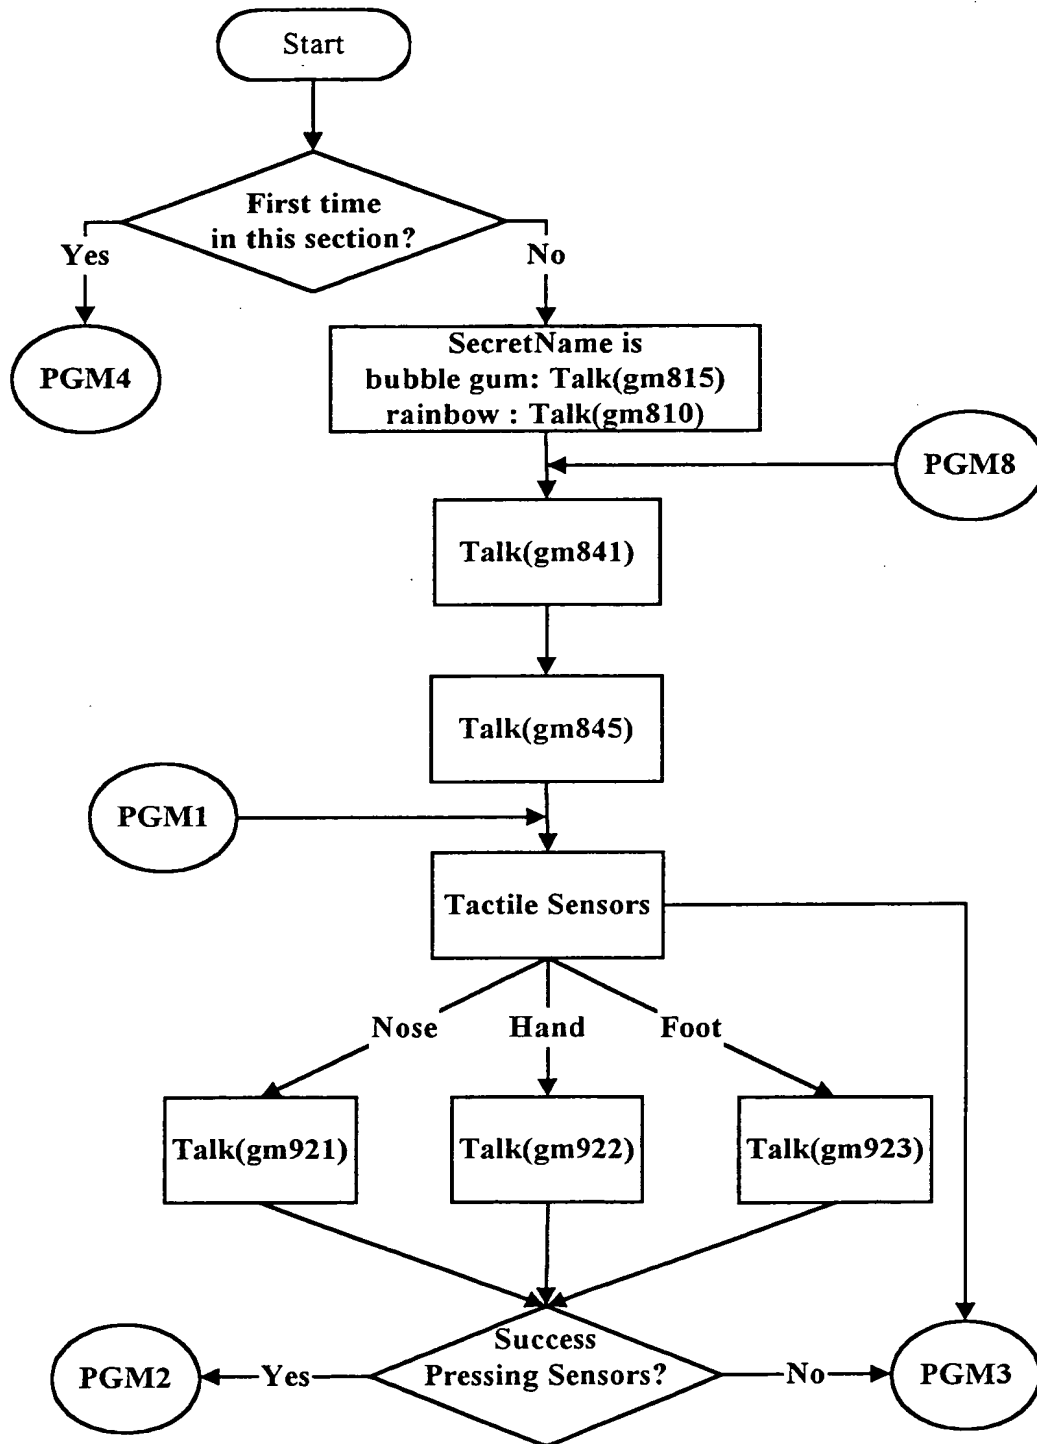 Start
First time
in this section?
Yes
No
PGM4
SecretName is
bubble gum: Talk(gm815)
rainbow : Talk(gm810)
PGM8
Talk(gm841)
Talk(gm845)
PGM1
Tactile Sensors
Nose
Hand
Foot
Talk(gm921)
Talk(gm922)
Talk(gm923)
Success
Pressing Sensors?
PGM2
Yes
No
PGM3